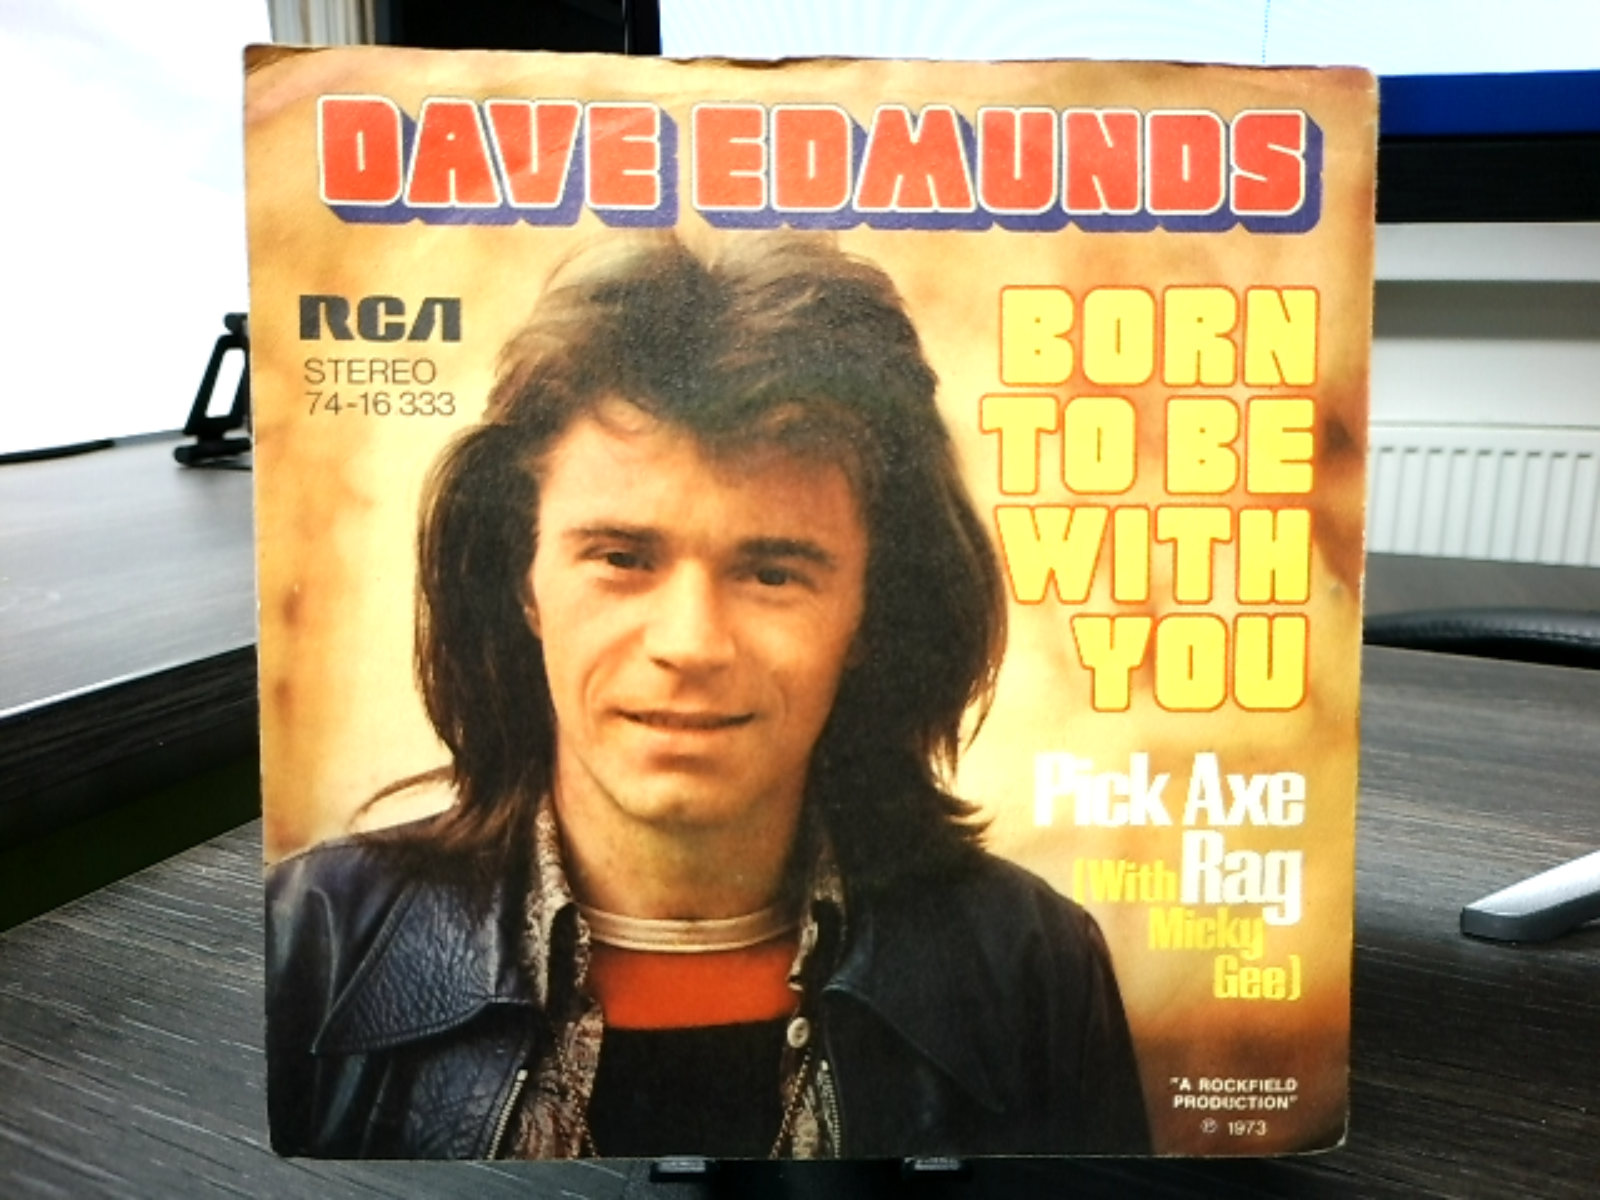 DAVE EDMUNDS
RCA
STEREO
74-16 333
BORN
TO BE
WITH
YOU
Pick Axe
Rag
(With
Micky
Gee)
"A ROCKFIELD
PRODUCTION"
℗ 1973